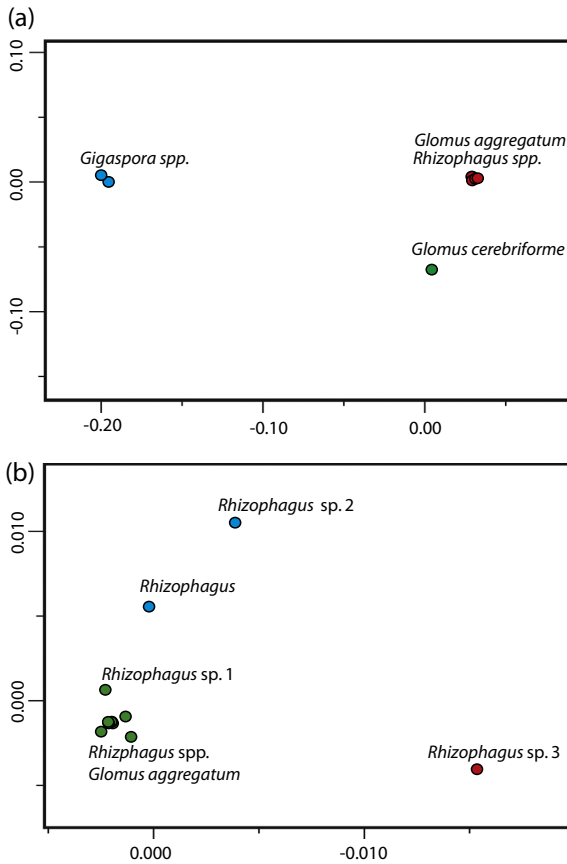 (a)
0.10
Glomus aggregatum
Gigaspora spp.
Rhizophagus spp.
0.00
Glomus cerebriforme
-0.10
-0.20
-0.10
0.00
(b)
Rhizophagus sp. 2
0.010
Rhizophagus
Rhizophagus sp. 1
0.000
Rhizphagus spp.
Rhizophagus sp. 3
Glomus aggregatum
0.000
-0.010